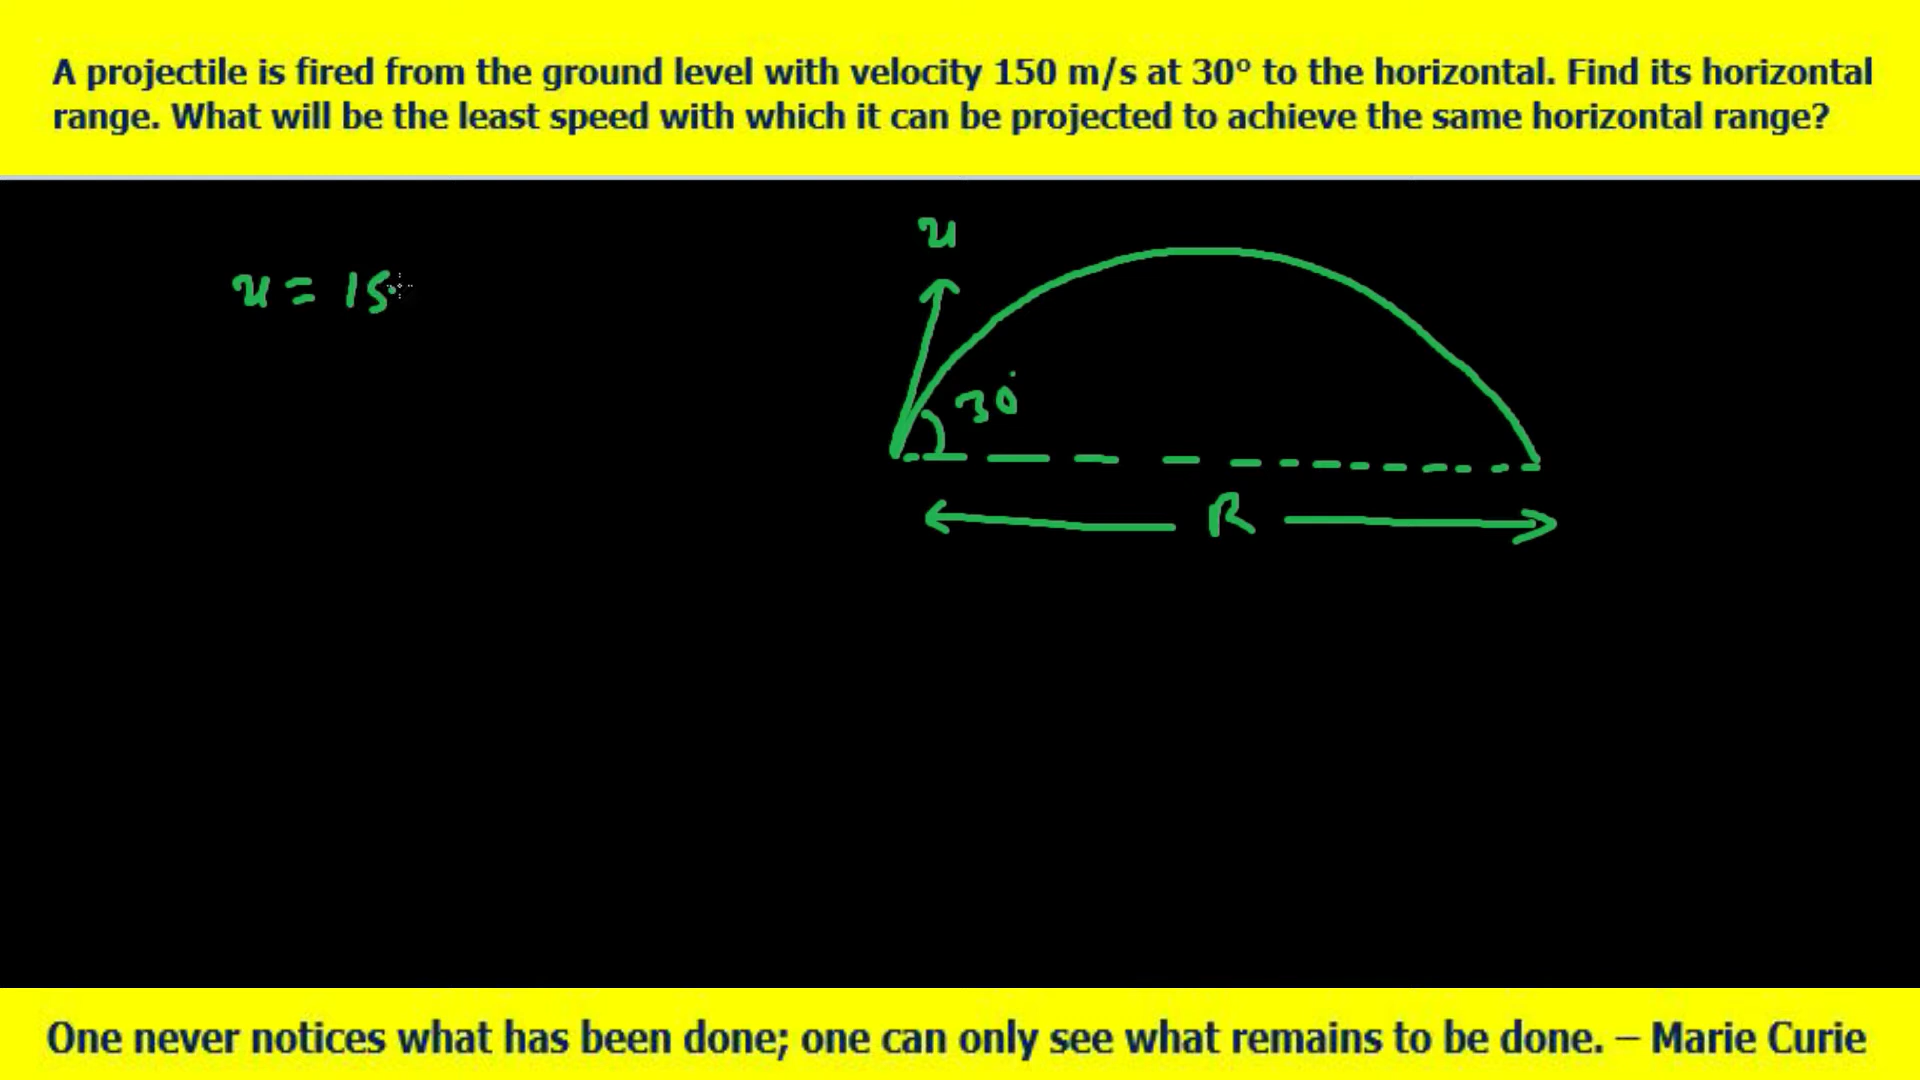 A projectile is fired from the ground level with velocity 150 m/s at 30° to the horizontal. Find its horizontal
range. What will be the least speed with which it can be projected to achieve the same horizontal range?
u
u = 15
30°
R
One never notices what has been done; one can only see what remains to be done. – Marie Curie